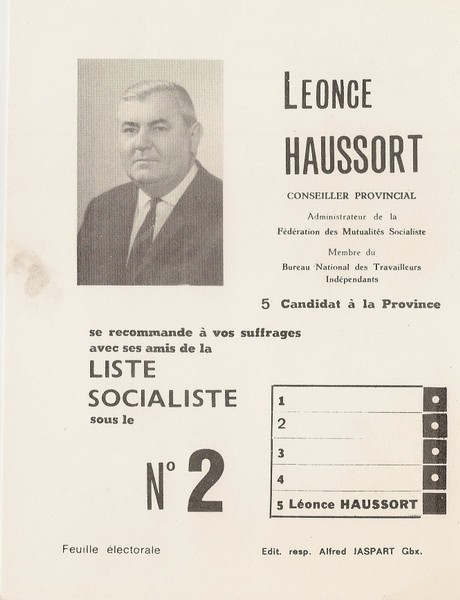 LEONCE
HAUSSORT
CONSEILLER PROVINCIAL
Administrateur de la
Fédération des Mutualités Socialiste
Membre du
Bureau National des Travailleurs
Indépendants
5 Candidat à la Province
se recommande à vos suffrages
avec ses amis de la
LISTE
SOCIALISTE
sous le
Nº 2
1
2
3
4
5 Léonce HAUSSORT
Feuille électorale
Edit. resp. Alfred JASPART Gbx.